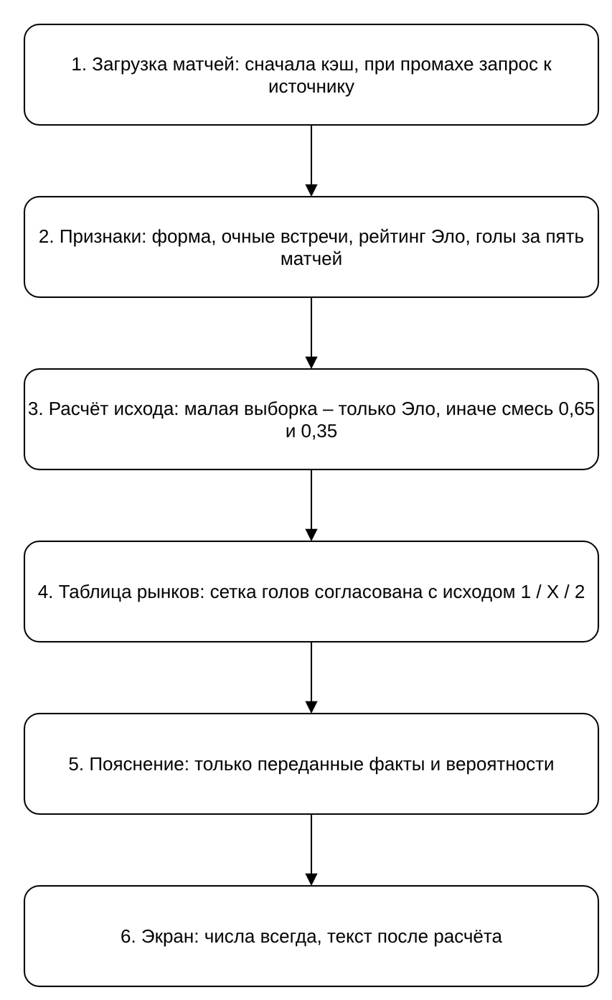 1. Загрузка матчей: сначала кэш, при промахе запрос к
источнику
2. Признаки: форма, очные встречи, рейтинг Эло, голы за пять
матчей
3. Расчёт исхода: малая выборка – только Эло, иначе смесь 0,65
и 0,35
4. Таблица рынков: сетка голов согласована с исходом 1 / X / 2
5. Пояснение: только переданные факты и вероятности
6. Экран: числа всегда, текст после расчёта